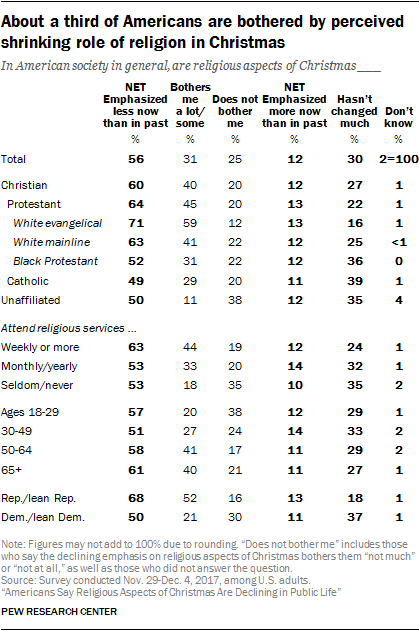 About a third of Americans are bothered by perceived
shrinking role of religion in Christmas
In American society in general, are religious aspects of Christmas ____
NET Emphasized less now than in past Bothers me a lot/ some Does not bother me NET Emphasized more now than in past Hasn't changed much Don't know
% % % % % %
Total 56 31 25 12 30 2=100
Christian 60 40 20 12 27 1
Protestant 64 45 20 13 22 1
White evangelical 71 59 12 13 16 1
White mainline 63 41 22 12 25 <1
Black Protestant 52 31 22 12 36 0
Catholic 49 29 20 11 39 1
Unaffiliated 50 11 38 12 35 4
Attend religious services ...
Weekly or more 63 44 19 12 24 1
Monthly/yearly 53 33 20 14 32 1
Seldom/never 53 18 35 10 35 2
Ages 18-29 57 20 38 12 29 1
30-49 51 27 24 14 33 2
50-64 58 41 17 11 29 2
65+ 61 40 21 11 27 1
Rep./lean Rep. 68 52 16 13 18 1
Dem./lean Dem. 50 21 30 11 37 1
Note: Figures may not add to 100% due to rounding. "Does not bother me" includes those
who say the declining emphasis on religious aspects of Christmas bothers them "not much"
or "not at all," as well as those who did not answer the question.
Source: Survey conducted Nov. 29-Dec. 4, 2017, among U.S. adults.
"Americans Say Religious Aspects of Christmas Are Declining in Public Life"
PEW RESEARCH CENTER